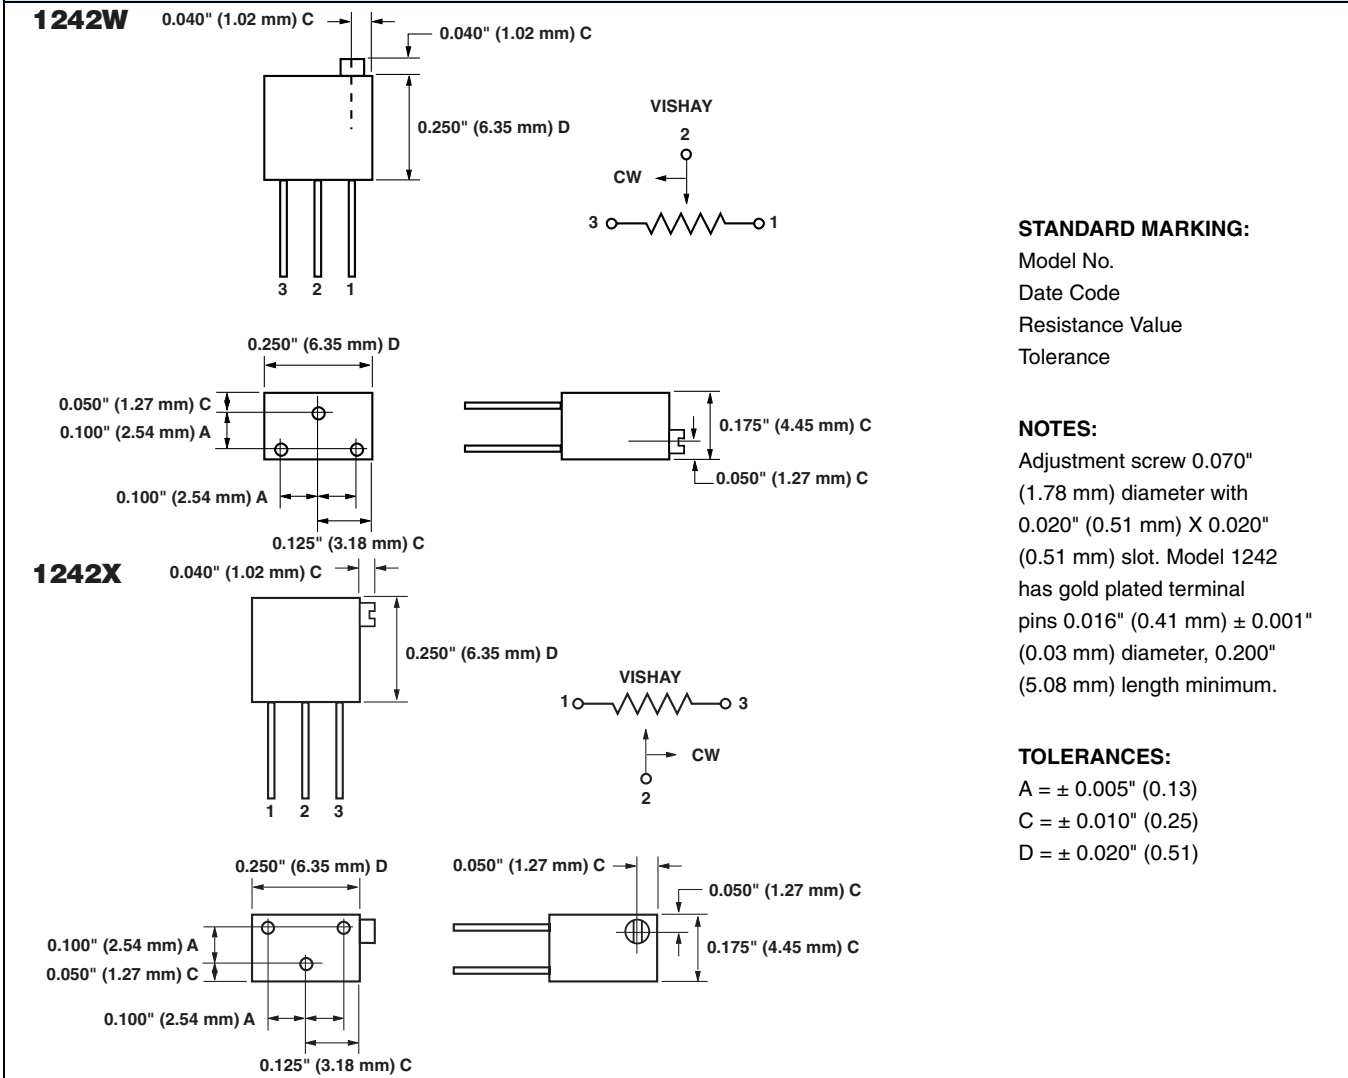 1242W
0.040" (1.02 mm) C
0.040" (1.02 mm) C
0.250" (6.35 mm) D
3 2 1
VISHAY
2
CW
3 1
0.250" (6.35 mm) D
0.050" (1.27 mm) C
0.100" (2.54 mm) A
0.100" (2.54 mm) A
0.125" (3.18 mm) C
0.175" (4.45 mm) C
0.050" (1.27 mm) C
1242X
0.040" (1.02 mm) C
0.250" (6.35 mm) D
1 2 3
VISHAY
1 3
CW
2
0.250" (6.35 mm) D
0.100" (2.54 mm) A
0.050" (1.27 mm) C
0.100" (2.54 mm) A
0.125" (3.18 mm) C
0.050" (1.27 mm) C
0.050" (1.27 mm) C
0.175" (4.45 mm) C
STANDARD MARKING:
Model No.
Date Code
Resistance Value
Tolerance
NOTES:
Adjustment screw 0.070"
(1.78 mm) diameter with
0.020" (0.51 mm) X 0.020"
(0.51 mm) slot. Model 1242
has gold plated terminal
pins 0.016" (0.41 mm) ± 0.001"
(0.03 mm) diameter, 0.200"
(5.08 mm) length minimum.
TOLERANCES:
A = ± 0.005" (0.13)
C = ± 0.010" (0.25)
D = ± 0.020" (0.51)